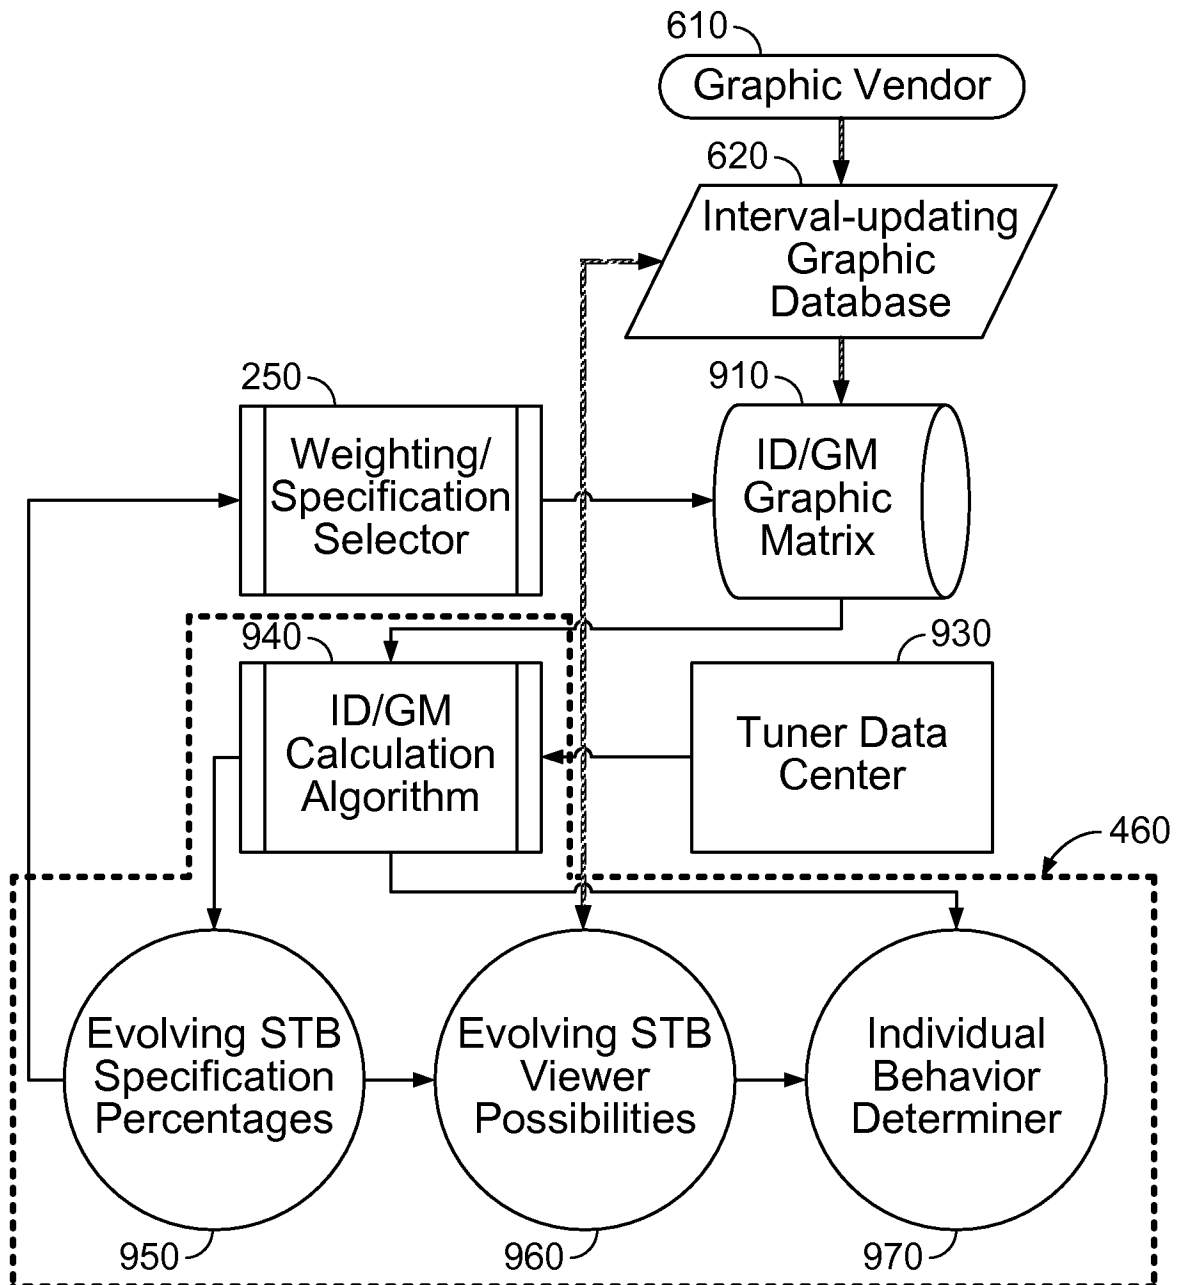 610
Graphic Vendor
620
Interval-updating
Graphic
Database
250
Weighting/
Specification
Selector
910
ID/GM
Graphic
Matrix
940
ID/GM
Calculation
Algorithm
930
Tuner Data
Center
460
Evolving STB
Specification
Percentages
950
Evolving STB
Viewer
Possibilities
960
Individual
Behavior
Determiner
970